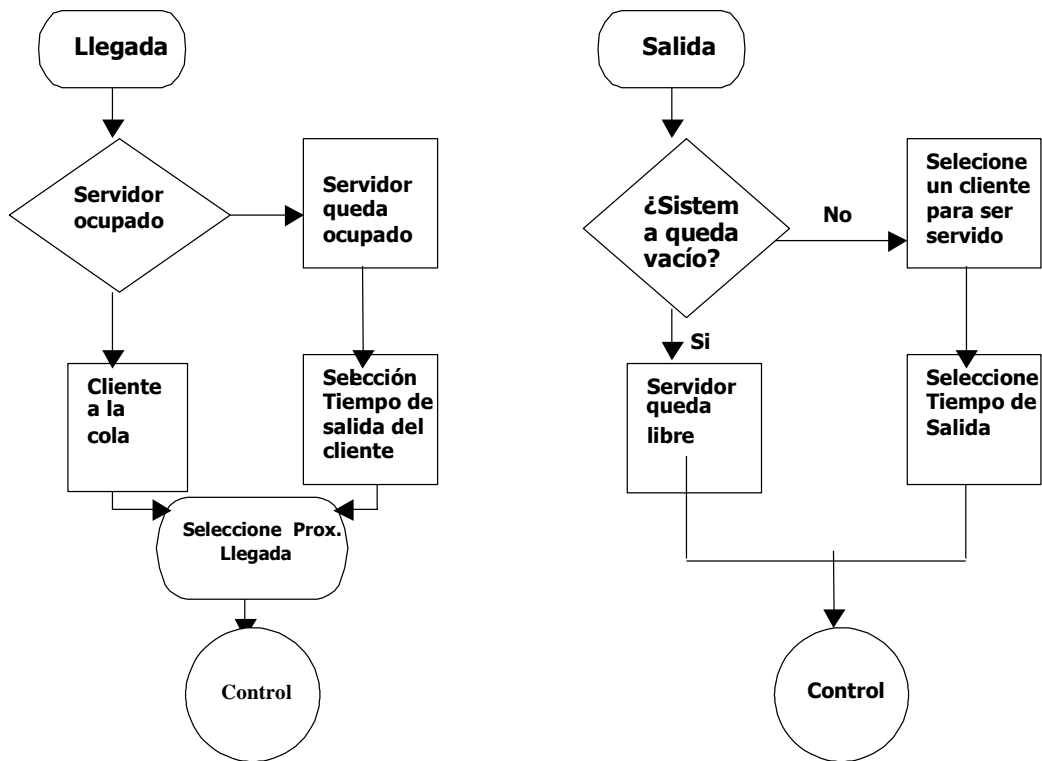 Llegada
Servidor
ocupado
Servidor
queda
ocupado
Cliente
a la
cola
Selección
Tiempo de
salida del
cliente
Seleccione Prox.
Llegada
Control
Salida
¿Sistem
a queda
vacío?
No
Selecione
un cliente
para ser
servido
Si
Servidor
queda
libre
Seleccione
Tiempo de
Salida
Control